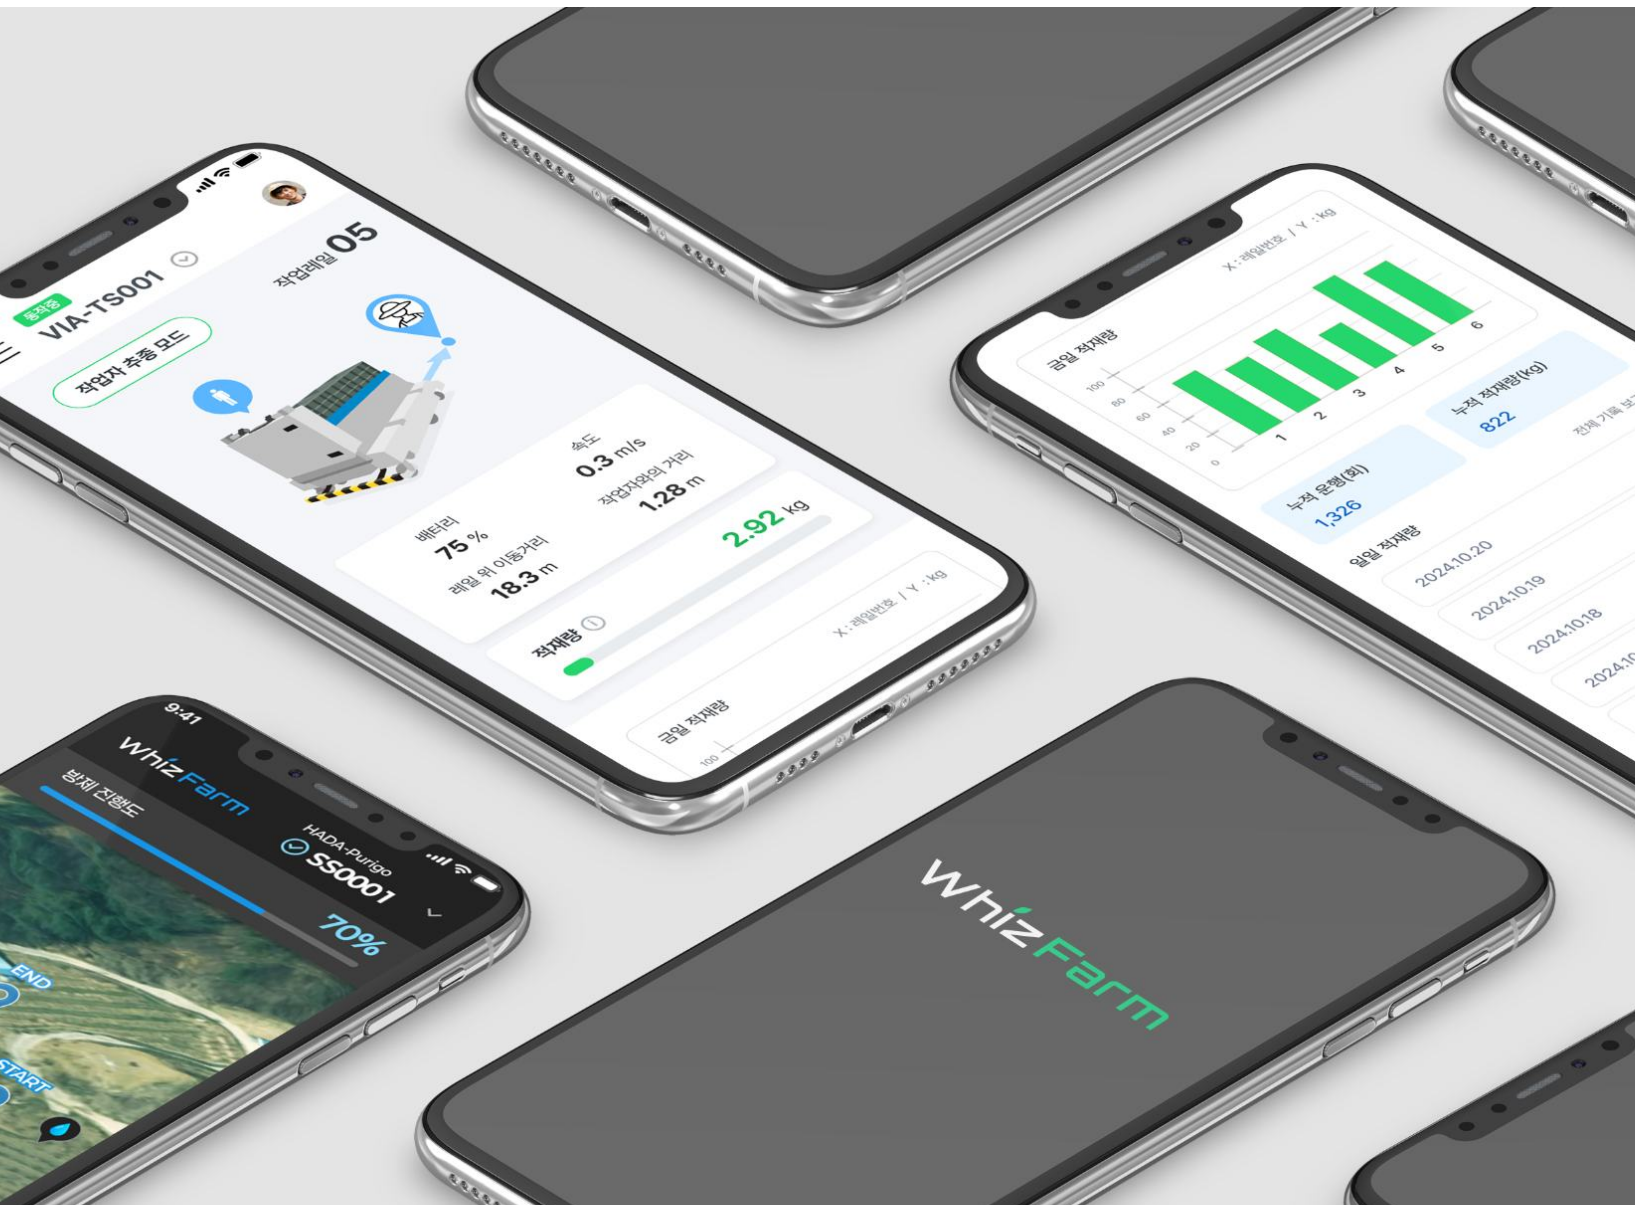 동작중
VIA-TS001
작업레일 05
작업자 추종 모드
배터리
75 %
속도
0.3 m/s
레일 위 이동거리
18.3 m
작업자와의 거리
1.28 m
적재량
2.92 kg
금일 적재량
X : 레일번호 / Y : kg
100
금일 적재량
X : 레일번호 / Y : kg
100
80
60
40
20
0
1
2
3
4
5
6
누적 운행(회)
1,326
누적 적재량(kg)
822
일일 적재량
전체 기록 보기
2024.10.20
2024.10.19
2024.10.18
9:41
WhizFarm
HADA-Purigo
SS0001
방제 진행도
70%
END
START
WhizFarm